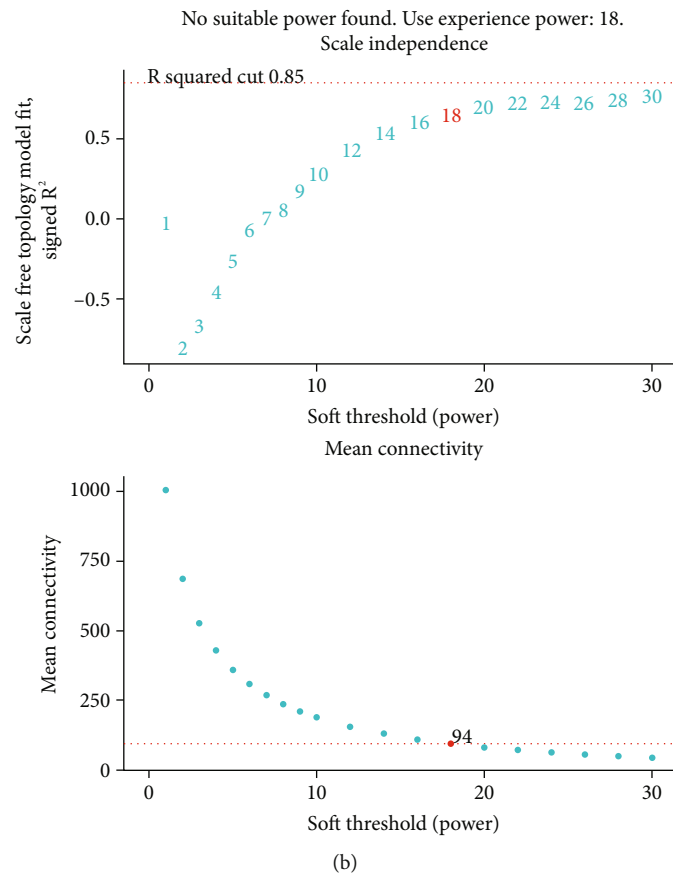 No suitable power found. Use experience power: 18.
Scale independence
R squared cut 0.85
Scale free topology model fit,
signed R²
0.5
0.0
−0.5
1
2
3
4
5
6
7
8
9
10
12
14
16
18
20
22
24
26
28
30
0 10 20 30
Soft threshold (power)
Mean connectivity
Mean connectivity
1000
750
500
250
0
94
0 10 20 30
Soft threshold (power)
(b)